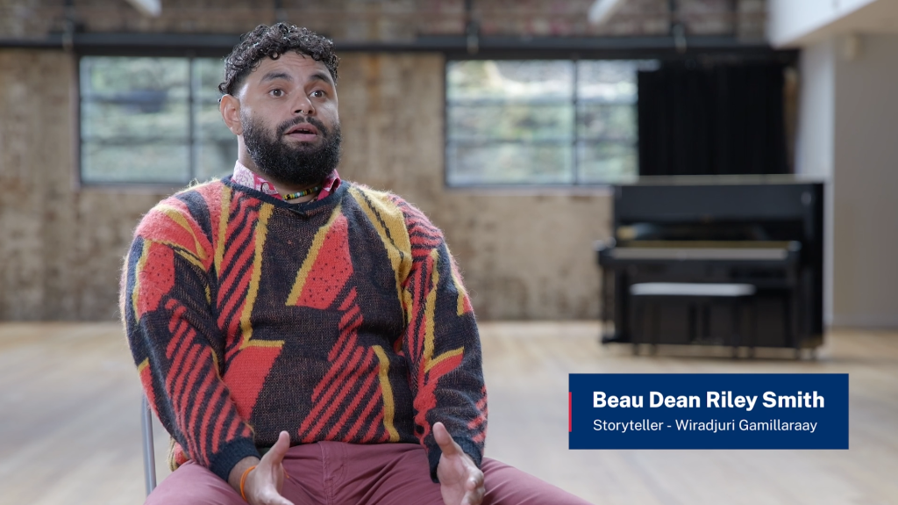 Beau Dean Riley Smith
Storyteller - Wiradjuri Gamillaraay